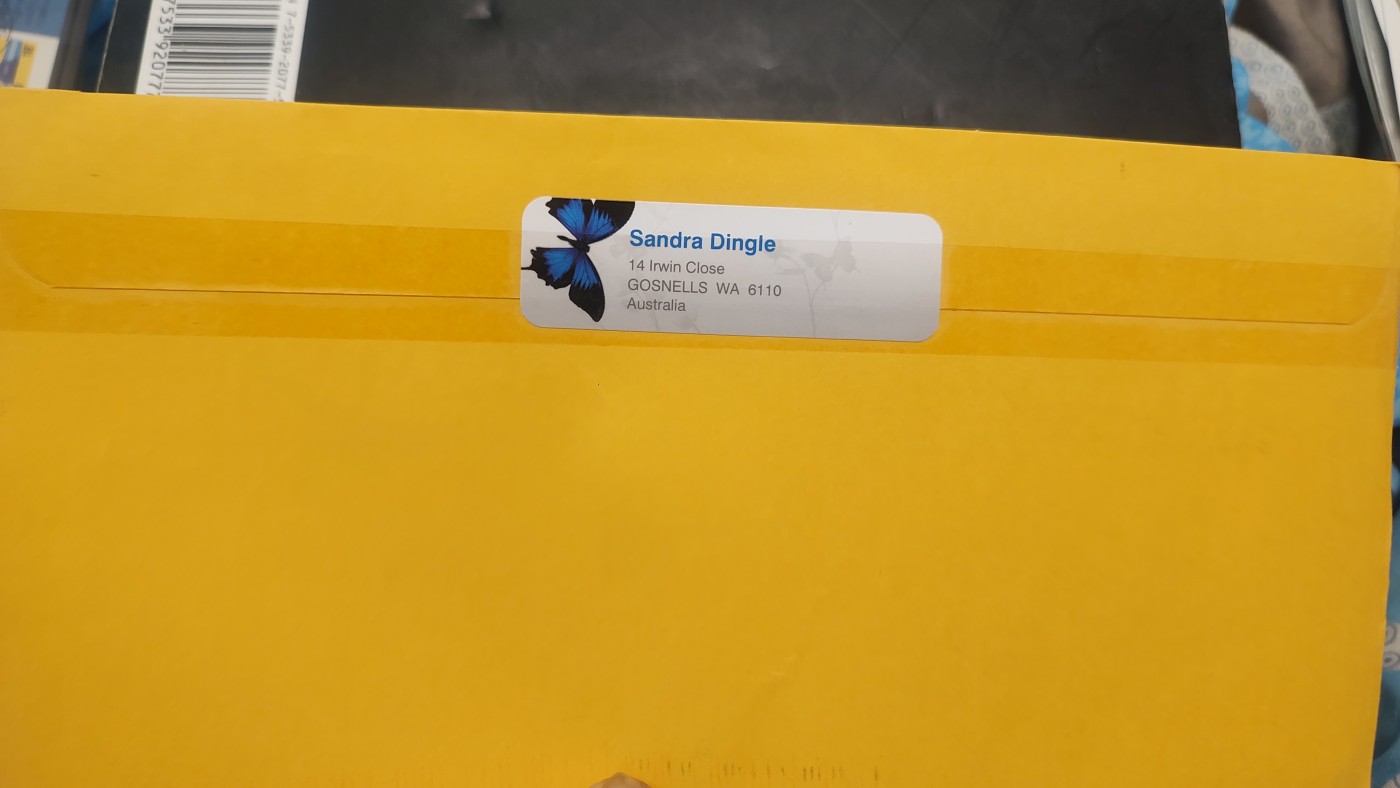 Sandra Dingle
14 Irwin Close
GOSNELLS WA 6110
Australia